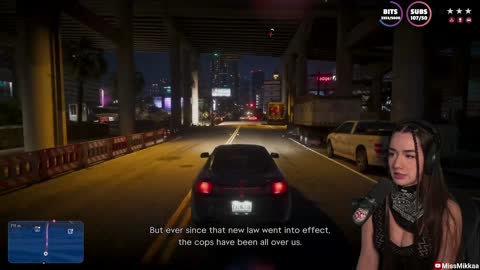 BITS
SUBS
107/50
But ever since that new law went into effect,
the cops have been all over us.
MissMikkaa